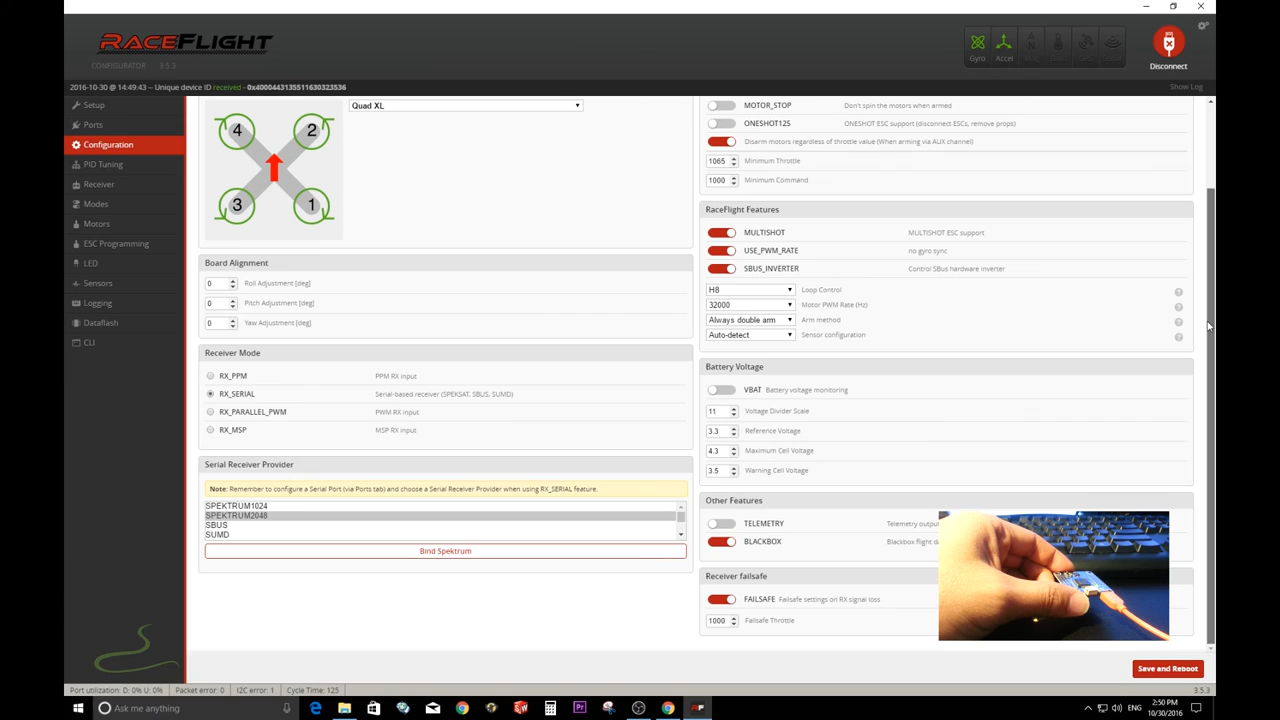 RACEFLIGHT
CONFIGURATOR 3.5.3
Gyro
Accel
Disconnect
2016-10-30 @ 14:49:43 -- Unique device ID received - 0x4000443135511630323536
Show Log
Setup
Ports
Configuration
PID Tuning
Receiver
Modes
Motors
ESC Programming
LED
Sensors
Logging
Dataflash
CLI
Quad XL
4
2
3
1
Board Alignment
0 Roll Adjustment [deg]
0 Pitch Adjustment [deg]
0 Yaw Adjustment [deg]
Receiver Mode
RX_PPM PPM RX input
RX_SERIAL Serial-based receiver (SPEKSAT, SBUS, SUMD)
RX_PARALLEL_PWM PWM RX input
RX_MSP MSP RX input
Serial Receiver Provider
Note: Remember to configure a Serial Port (via Ports tab) and choose a Serial Receiver Provider when using RX_SERIAL feature.
SPEKTRUM1024
SPEKTRUM2048
SBUS
SUMD
Bind Spektrum
MOTOR_STOP Don't spin the motors when armed
ONESHOT125 ONESHOT ESC support (disconnect ESCs, remove props)
Disarm motors regardless of throttle value (When arming via AUX channel)
1065 Minimum Throttle
1000 Minimum Command
RaceFlight Features
MULTISHOT MULTISHOT ESC support
USE_PWM_RATE no gyro sync
SBUS_INVERTER Control SBus hardware inverter
H8 Loop Control
32000 Motor PWM Rate (Hz)
Always double arm Arm method
Auto-detect Sensor configuration
Battery Voltage
VBAT Battery voltage monitoring
11 Voltage Divider Scale
3.3 Reference Voltage
4.3 Maximum Cell Voltage
3.5 Warning Cell Voltage
Other Features
TELEMETRY Telemetry output
BLACKBOX Blackbox flight d
Receiver failsafe
FAILSAFE Failsafe settings on RX signal loss
1000 Failsafe Throttle
Save and Reboot
Port utilization: D: 0% U: 0% Packet error: 0 I2C error: 1 Cycle Time: 125
3.5.3
Ask me anything
ENG
2:50 PM
10/30/2016